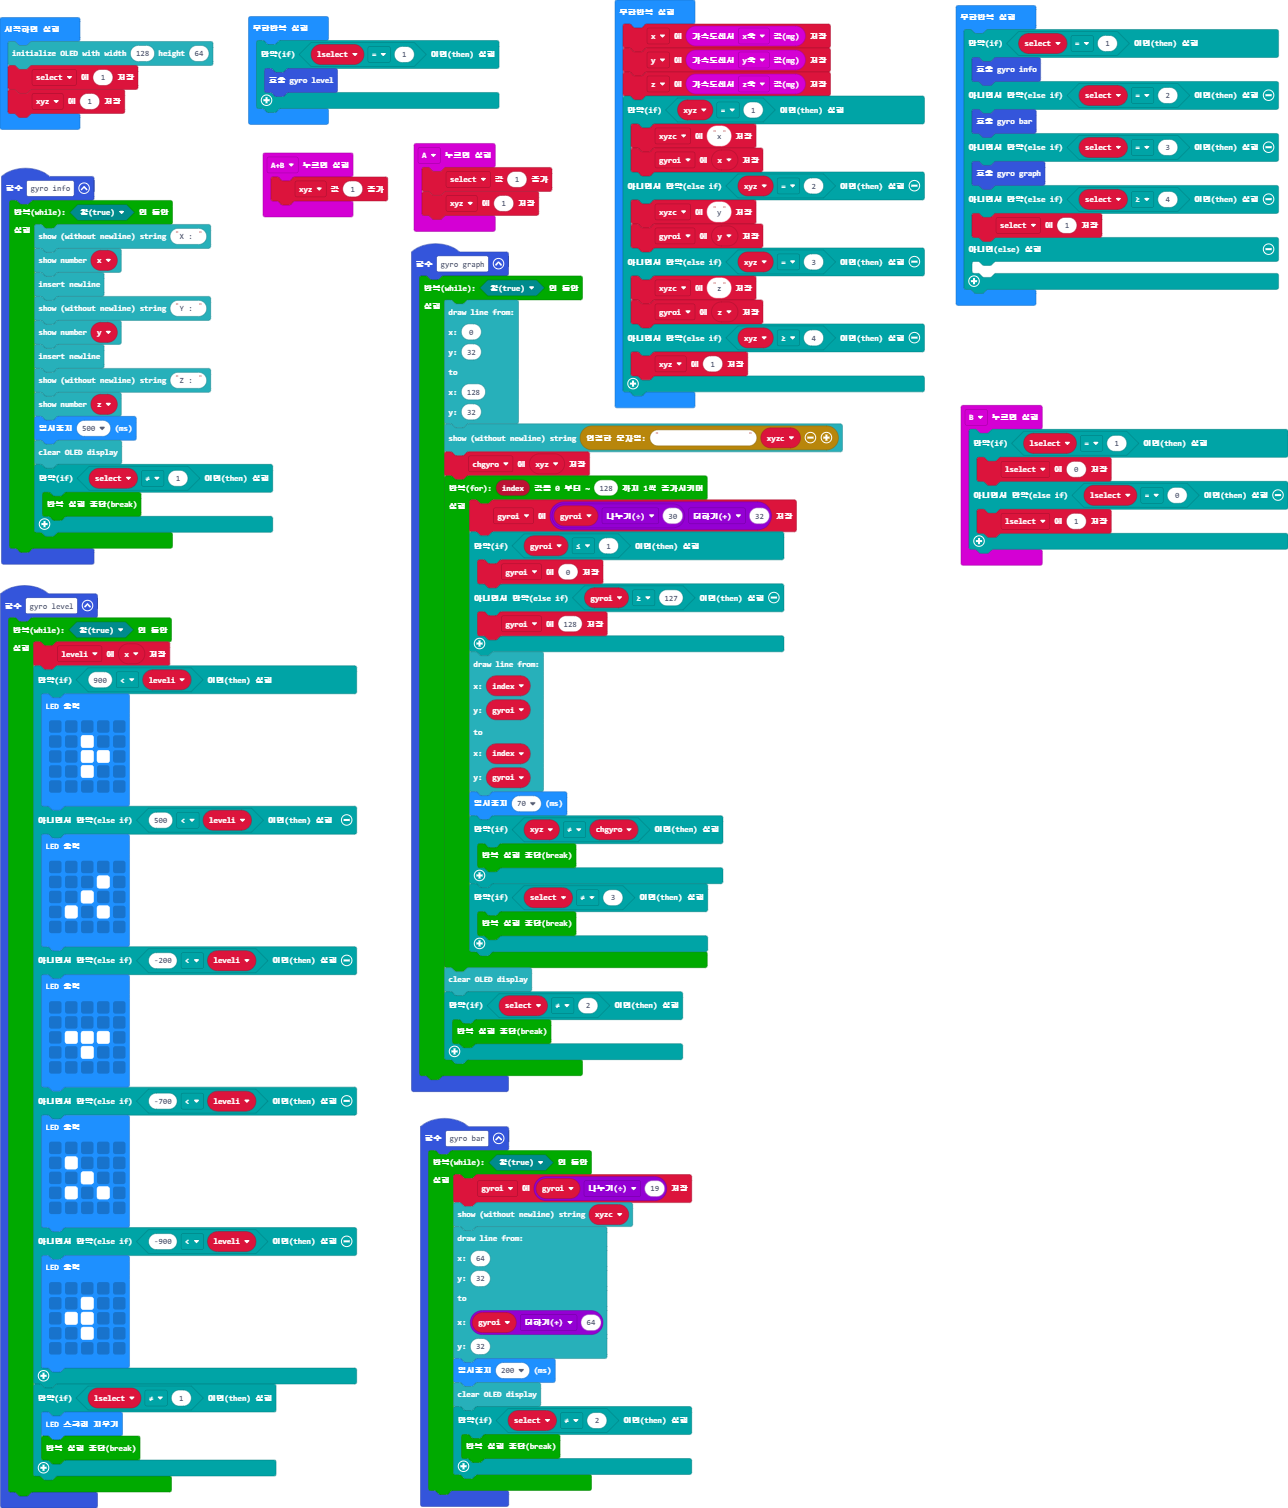 시작하면 실행
initialize OLED with width 128 height 64
select 에 1 저장
xyz 에 1 저장
무한반복 실행
만약(if) lselect = 1 이면(then) 실행
호출 gyro level
A+B 누르면 실행
xyz 값 1 증가
A 누르면 실행
select 값 1 증가
xyz 에 1 저장
무한반복 실행
x 에 가속도센서 x축 값(mg) 저장
y 에 가속도센서 y축 값(mg) 저장
z 에 가속도센서 z축 값(mg) 저장
만약(if) xyz = 1 이면(then) 실행
xyzc 에 "x" 저장
gyroi 에 x 저장
아니면서 만약(else if) xyz = 2 이면(then) 실행
xyzc 에 "y" 저장
gyroi 에 y 저장
아니면서 만약(else if) xyz = 3 이면(then) 실행
xyzc 에 "z" 저장
gyroi 에 z 저장
아니면서 만약(else if) xyz ≥ 4 이면(then) 실행
xyz 에 1 저장
무한반복 실행
만약(if) select = 1 이면(then) 실행
호출 gyro info
아니면서 만약(else if) select = 2 이면(then) 실행
호출 gyro bar
아니면서 만약(else if) select = 3 이면(then) 실행
호출 gyro graph
아니면서 만약(else if) select ≥ 4 이면(then) 실행
select 에 1 저장
아니면(else) 실행
B 누르면 실행
만약(if) lselect = 1 이면(then) 실행
lselect 에 0 저장
아니면서 만약(else if) lselect = 0 이면(then) 실행
lselect 에 1 저장
함수 gyro info
반복(while): 참(true) 인 동안
실행
show (without newline) string "X : "
show number x
insert newline
show (without newline) string "Y : "
show number y
insert newline
show (without newline) string "Z : "
show number z
일시중지 500 (ms)
clear OLED display
만약(if) select ≠ 1 이면(then) 실행
반복 실행 중단(break)
함수 gyro level
반복(while): 참(true) 인 동안
실행 leveli 에 x 저장
만약(if) 900 < leveli 이면(then) 실행
LED 출력
아니면서 만약(else if) 500 < leveli 이면(then) 실행
LED 출력
아니면서 만약(else if) -200 < leveli 이면(then) 실행
LED 출력
아니면서 만약(else if) -700 < leveli 이면(then) 실행
LED 출력
아니면서 만약(else if) -900 < leveli 이면(then) 실행
LED 출력
만약(if) lselect ≠ 1 이면(then) 실행
LED 스크린 지우기
반복 실행 중단(break)
함수 gyro graph
반복(while): 참(true) 인 동안
실행
draw line from:
x: 0
y: 32
to
x: 128
y: 32
show (without newline) string 연결한 문자열: " " xyzc
chgyro 에 xyz 저장
반복(for): index 값을 0 부터 ~ 128 까지 1씩 증가시키며
실행 gyroi 에 gyroi 나누기(÷) 30 더하기(+) 32 저장
만약(if) gyroi ≤ 1 이면(then) 실행
gyroi 에 0 저장
아니면서 만약(else if) gyroi ≥ 127 이면(then) 실행
gyroi 에 128 저장
draw line from:
x: index
y: gyroi
to
x: index
y: gyroi
일시중지 70 (ms)
만약(if) xyz ≠ chgyro 이면(then) 실행
반복 실행 중단(break)
만약(if) select ≠ 3 이면(then) 실행
반복 실행 중단(break)
clear OLED display
만약(if) select ≠ 2 이면(then) 실행
반복 실행 중단(break)
함수 gyro bar
반복(while): 참(true) 인 동안
실행 gyroi 에 gyroi 나누기(÷) 19 저장
show (without newline) string xyzc
draw line from:
x: 64
y: 32
to
x: gyroi 더하기(+) 64
y: 32
일시중지 200 (ms)
clear OLED display
만약(if) select ≠ 2 이면(then) 실행
반복 실행 중단(break)